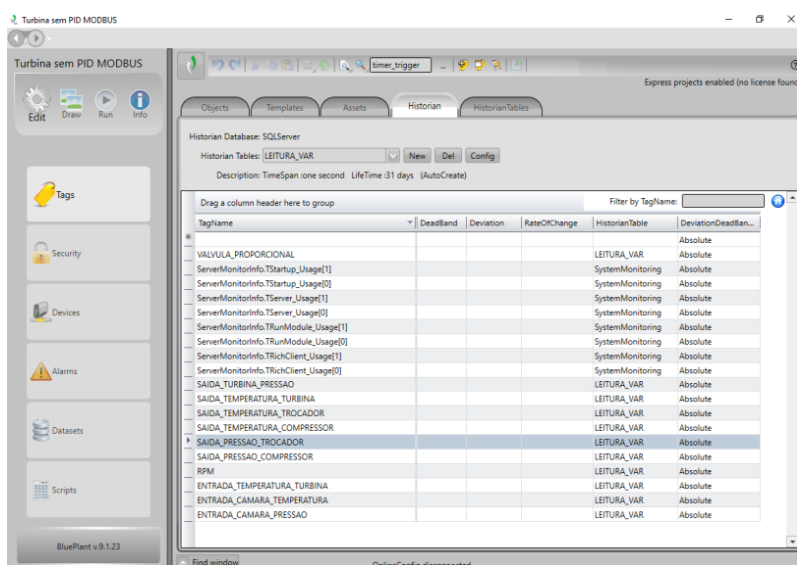 Turbina sem PID MODBUS
Turbina sem PID MODBUS
timer_trigger
...
Express projects enabled (no license found
Edit Draw Run Info
Objects Templates Assets Historian HistorianTables
Historian Database: SQLServer
Historian Tables: LEITURA_VAR New Del Config
Description: TimeSpan :one second LifeTime :31 days (AutoCreate)
Drag a column header here to group Filter by TagName:
TagName DeadBand Deviation RateOfChange HistorianTable DeviationDeadBan...
Absolute
VALVULA_PROPORCIONAL LEITURA_VAR Absolute
ServerMonitorInfo.TStartup_Usage[1] SystemMonitoring Absolute
ServerMonitorInfo.TStartup_Usage[0] SystemMonitoring Absolute
ServerMonitorInfo.TServer_Usage[1] SystemMonitoring Absolute
ServerMonitorInfo.TServer_Usage[0] SystemMonitoring Absolute
ServerMonitorInfo.TRunModule_Usage[1] SystemMonitoring Absolute
ServerMonitorInfo.TRunModule_Usage[0] SystemMonitoring Absolute
ServerMonitorInfo.TRichClient_Usage[1] SystemMonitoring Absolute
ServerMonitorInfo.TRichClient_Usage[0] SystemMonitoring Absolute
SAIDA_TURBINA_PRESSAO LEITURA_VAR Absolute
SAIDA_TEMPERATURA_TURBINA LEITURA_VAR Absolute
SAIDA_TEMPERATURA_TROCADOR LEITURA_VAR Absolute
SAIDA_TEMPERATURA_COMPRESSOR LEITURA_VAR Absolute
SAIDA_PRESSAO_TROCADOR LEITURA_VAR Absolute
SAIDA_PRESSAO_COMPRESSOR LEITURA_VAR Absolute
RPM LEITURA_VAR Absolute
ENTRADA_TEMPERATURA_TURBINA LEITURA_VAR Absolute
ENTRADA_CAMARA_TEMPERATURA LEITURA_VAR Absolute
ENTRADA_CAMARA_PRESSAO LEITURA_VAR Absolute
Tags
Security
Devices
Alarms
Datasets
Scripts
BluePlant v.9.1.23
Find window
OnlineConfig disconnected